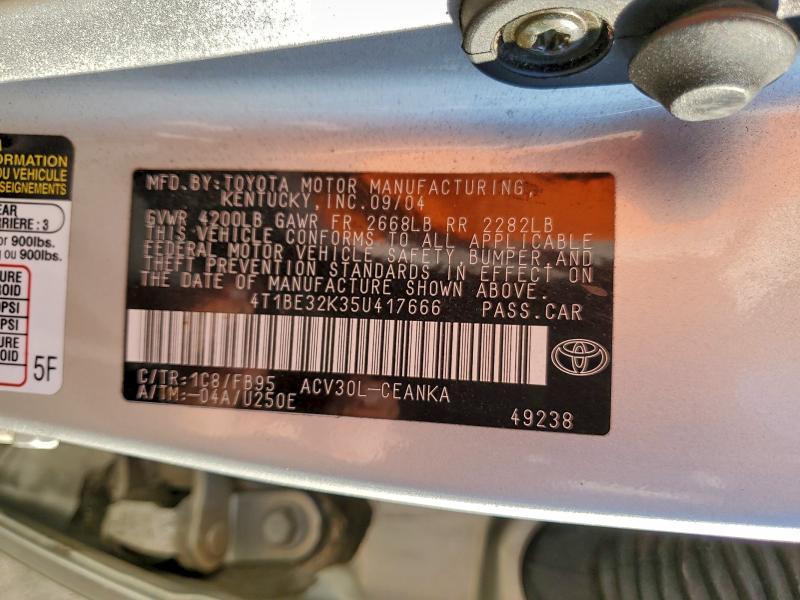 ORMATION
DU VÉHICULE
SEIGNEMENTS
EAR
RRIÈRE : 3
or 900lbs.
ou 900lbs.
5F
MFD.BY:TOYOTA MOTOR MANUFACTURING,
KENTUCKY,INC.09/04
GVWR 4200LB GAWR FR 2668LB RR 2282LB
THIS VEHICLE CONFORMS TO ALL APPLICABLE
FEDERAL MOTOR VEHICLE SAFETY,BUMPER,AND
THEFT PREVENTION STANDARDS IN EFFECT ON
THE DATE OF MANUFACTURE SHOWN ABOVE.
4T1BE32K35U417666 PASS.CAR
C/TR:1C8/FB95 ACV30L-CEANKA
A/TM:-04A/U250E
49238